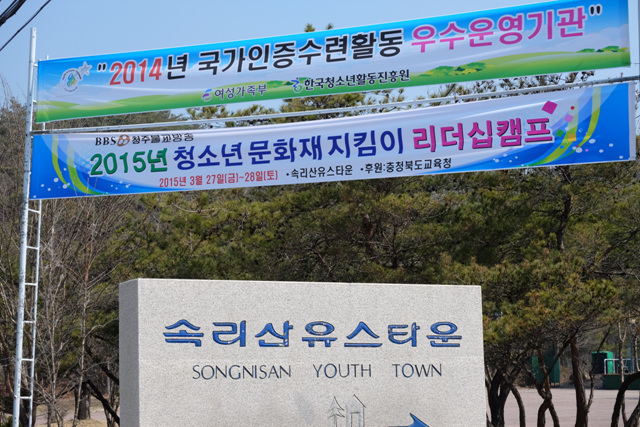 "2014년 국가인증수련활동 우수운영기관"
여성가족부 한국청소년활동진흥원
BBS 청주불교방송
2015년 청소년 문화재 지킴이 리더십캠프
2015년 3월 27일(금)~28일(토) •속리산유스타운 •후원:충청북도교육청
속리산유스타운
SONGNISAN YOUTH TOWN